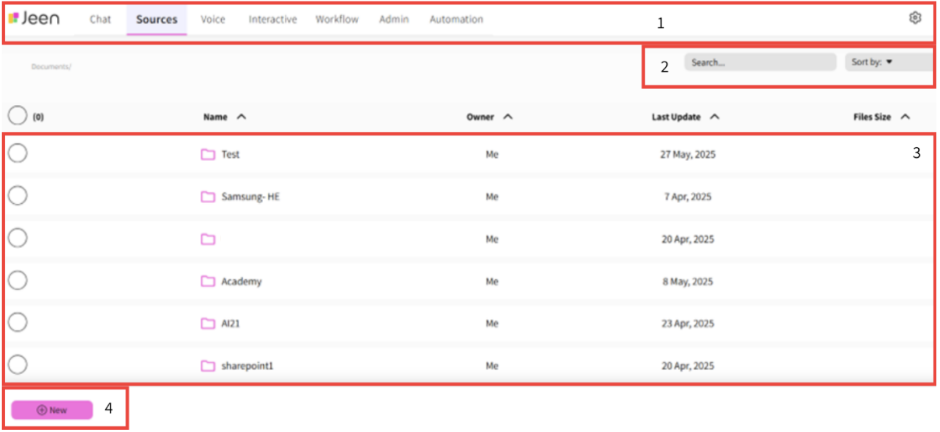 Jeen Chat Sources Voice Interactive Workflow Admin Automation 1
Documents/ 2 Search... Sort by:
(0) Name Owner Last Update Files Size
Test Me 27 May, 2025 3
Samsung- HE Me 7 Apr, 2025
Me 20 Apr, 2025
Academy Me 8 May, 2025
AI21 Me 23 Apr, 2025
sharepoint1 Me 20 Apr, 2025
New 4